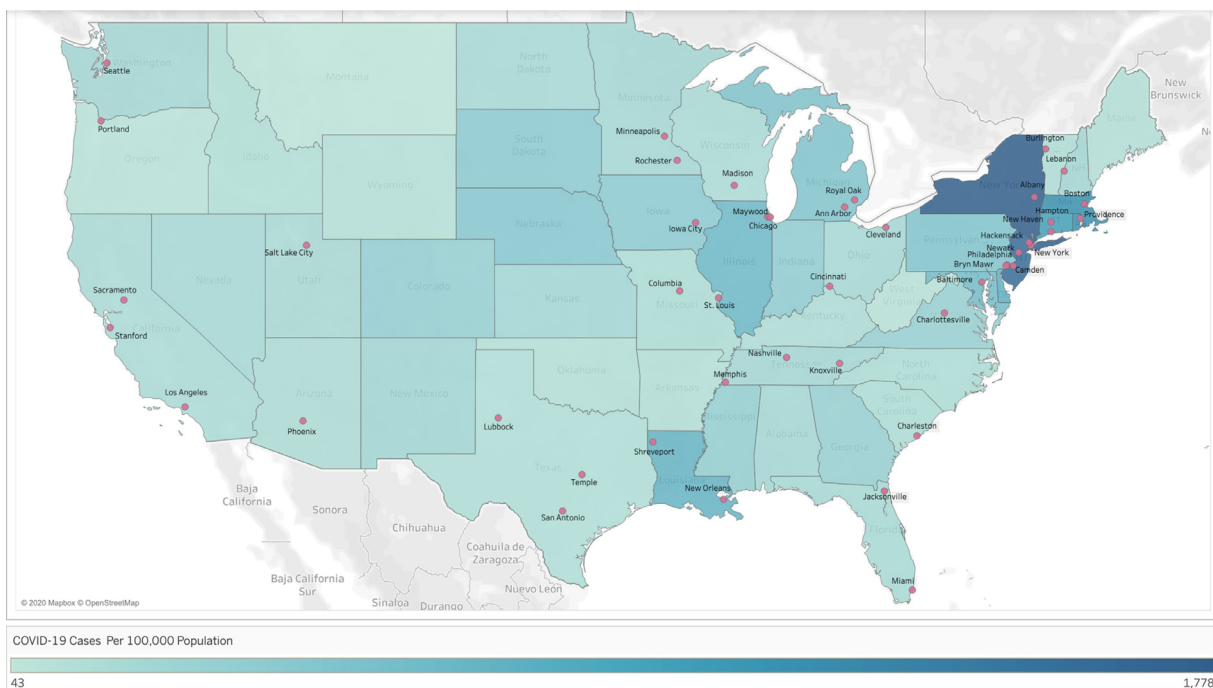 New
Brunswick
Washington
Seattle
Montana
North
Dakota
Minnesota
Maine
Portland
Minneapolis
Burlington
Oregon
Idaho
South
Dakota
Wisconsin
Rochester
Lebanon
Madison
Michigan
Wyoming
New York
Albany
Boston
Royal Oak
Ann Arbor
Iowa
Maywood
Chicago
Hampton
New Haven
Providence
Iowa City
Cleveland
Nebraska
Hackensack
Pennsylvania
Newark
New York
Salt Lake City
Philadelphia
Nevada
Utah
Illinois
Indiana
Ohio
Bryn Mawr
Camden
Colorado
Cincinnati
Baltimore
Sacramento
Columbia
West
Virginia
Kansas
Missouri
St. Louis
California
Kentucky
Charlottesville
Stanford
Nashville
Tennessee
Knoxville
North
Carolina
Oklahoma
Memphis
Los Angeles
Arizona
New Mexico
Arkansas
South
Carolina
Phoenix
Lubbock
Mississippi
Charleston
Alabama
Georgia
Shreveport
Texas
Louisiana
Temple
Baja
California
New Orleans
Jacksonville
Sonora
San Antonio
Chihuahua
Florida
Coahuila de
Zaragoza
Baja California
Sur
Miami
Nuevo León
Sinaloa
Durango
© 2020 Mapbox © OpenStreetMap
COVID-19 Cases Per 100,000 Population
43
1,778